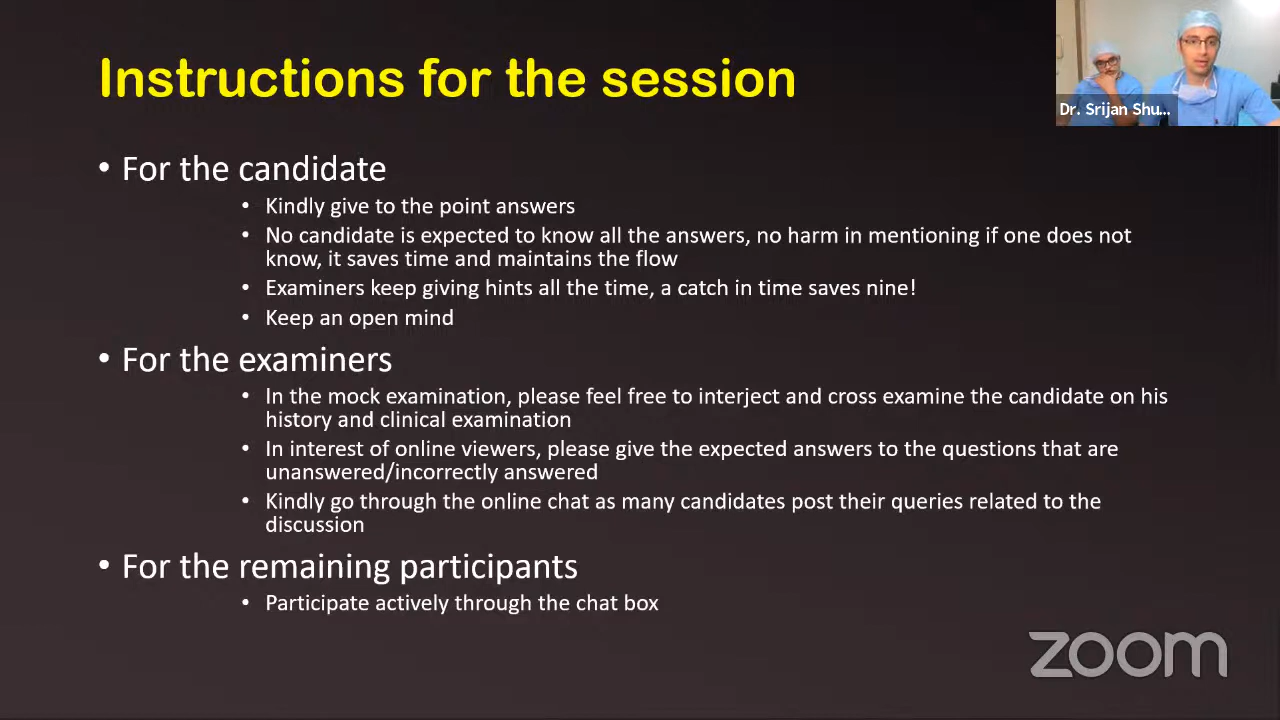 Instructions for the session
Dr. Srijan Shu...
• For the candidate
• Kindly give to the point answers
• No candidate is expected to know all the answers, no harm in mentioning if one does not
know, it saves time and maintains the flow
• Examiners keep giving hints all the time, a catch in time saves nine!
• Keep an open mind
• For the examiners
• In the mock examination, please feel free to interject and cross examine the candidate on his
history and clinical examination
• In interest of online viewers, please give the expected answers to the questions that are
unanswered/incorrectly answered
• Kindly go through the online chat as many candidates post their queries related to the
discussion
• For the remaining participants
• Participate actively through the chat box
zoom